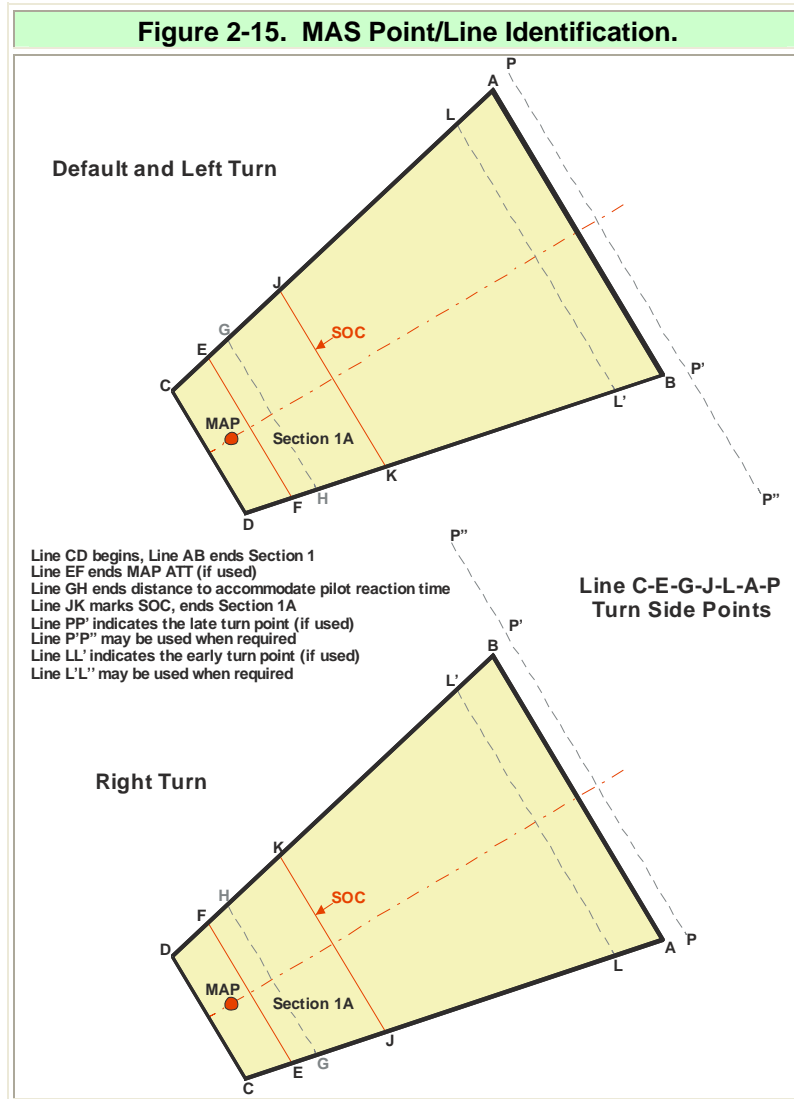 Figure 2-15. MAS Point/Line Identification.
P
A
L
Default and Left Turn
J
G
SOC
E
C
P'
B
L'
MAP
Section 1A
K
H
F
D
P''
P''
Line CD begins, Line AB ends Section 1
Line EF ends MAP ATT (if used)
Line GH ends distance to accommodate pilot reaction time
Line JK marks SOC, ends Section 1A
Line PP' indicates the late turn point (if used)
Line P'P'' may be used when required
Line LL' indicates the early turn point (if used)
Line L'L'' may be used when required
Line C-E-G-J-L-A-P
Turn Side Points
P'
B
L'
Right Turn
K
H
SOC
F
D
P
A
L
MAP
Section 1A
J
G
E
C